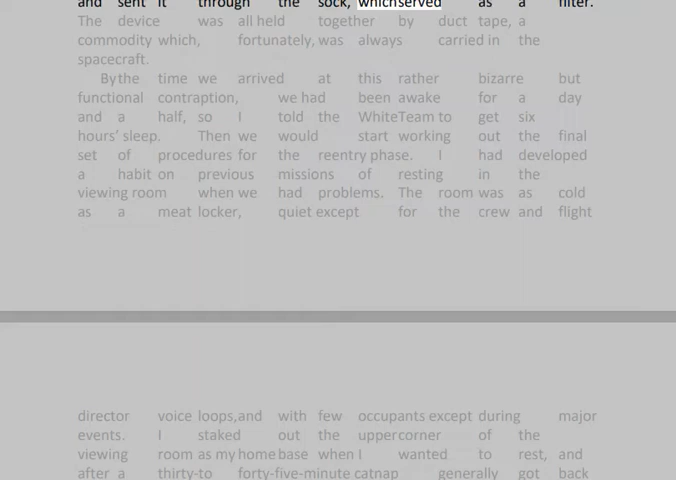 and sent it through the sock, whichserved as a filter.
The device was all held together by duct tape, a
commodity which, fortunately, was always carried in the
spacecraft.
Bythe time we arrived at this rather bizarre but
functional contraption, we had been awake for a day
and a half, so I told the WhiteTeam to get six
hours’ sleep. Then we would start working out the final
set of procedures for the reentry phase. I had developed
a habit on previous missions of resting in the
viewing room when we had problems. The room was as cold
as a meat locker, quiet except for the crew and flight
director voice loops,and with few occupants except during major
events. I staked out the uppercorner of the
viewing room as my home base when I wanted to rest, and
after a thirty-to forty-five-minute catnap generally got back